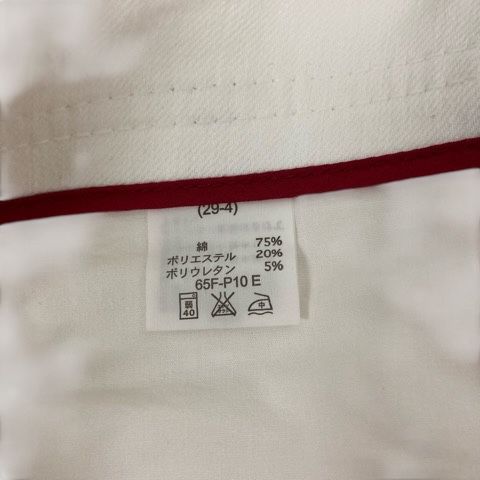 (29-4)
綿 75%
ポリエステル 20%
ポリウレタン 5%
65F-P10 E
弱 40 中